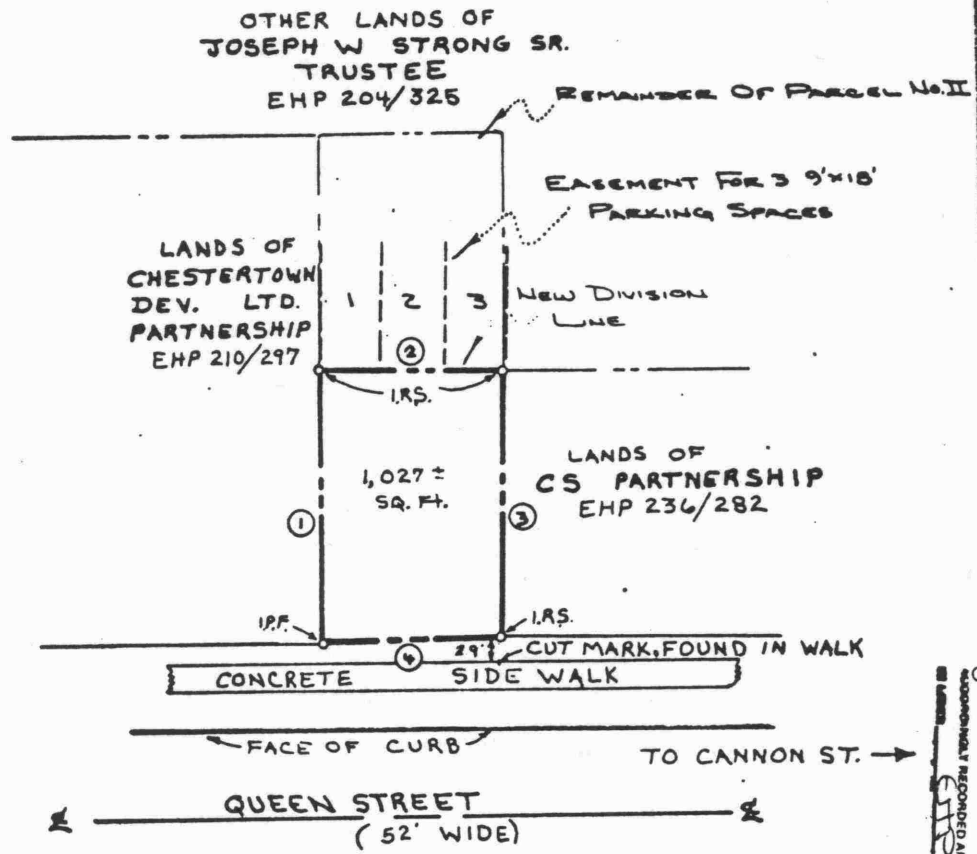 OTHER LANDS OF
JOSEPH W STRONG SR.
TRUSTEE
EHP 204/325
REMAINDER OF PARCEL No. II
EASEMENT FOR 3 9'x18'
PARKING SPACES
LANDS OF
CHESTERTOWN
DEV. LTD.
PARTNERSHIP
EHP 210/297
1 2 3
NEW DIVISION
LINE
2
I.R.S.
1,027 ±
SQ. Ft.
LANDS OF
CS PARTNERSHIP
EHP 236/282
1
3
I.P.F.
I.R.S.
4
29'
CUT MARK, FOUND IN WALK
CONCRETE SIDE WALK
FACE OF CURB
TO CANNON ST.
QUEEN STREET
(52' WIDE)
RECORDED